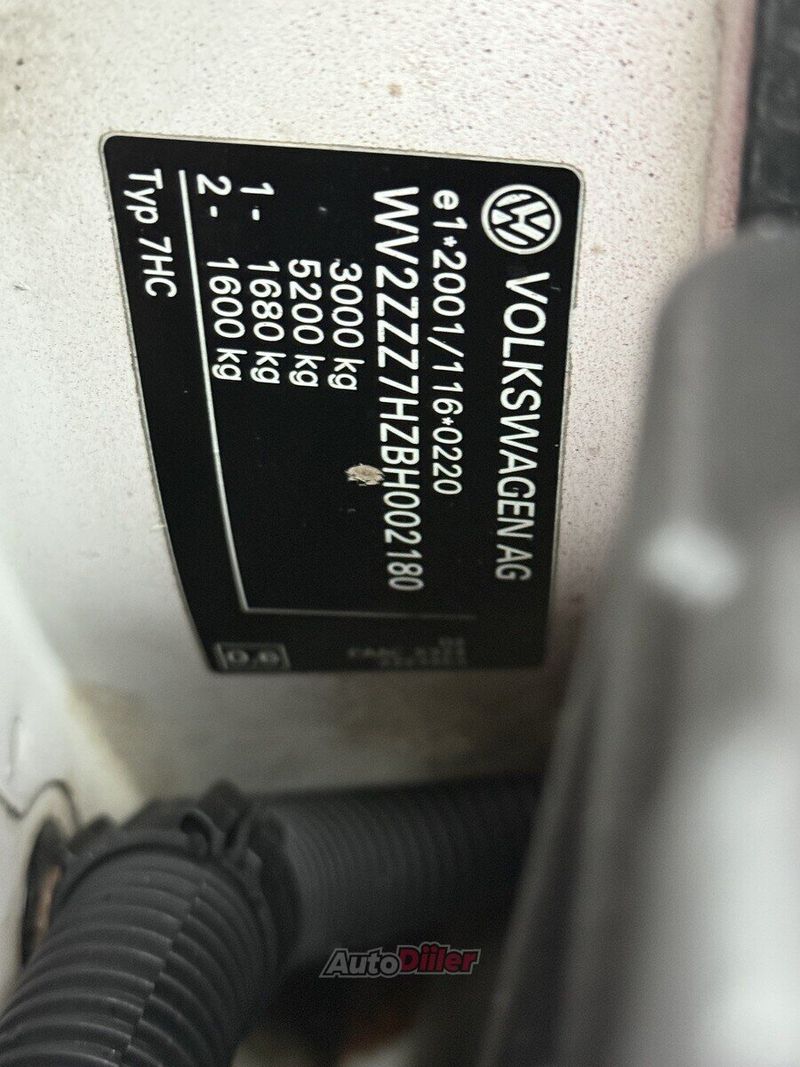 VOLKSWAGEN AG
e1*2001/116*0220
WV2ZZZ7HZBH002180
3000 kg
5200 kg
1- 1680 kg
2- 1600 kg
Typ 7HC
AutoDiiler